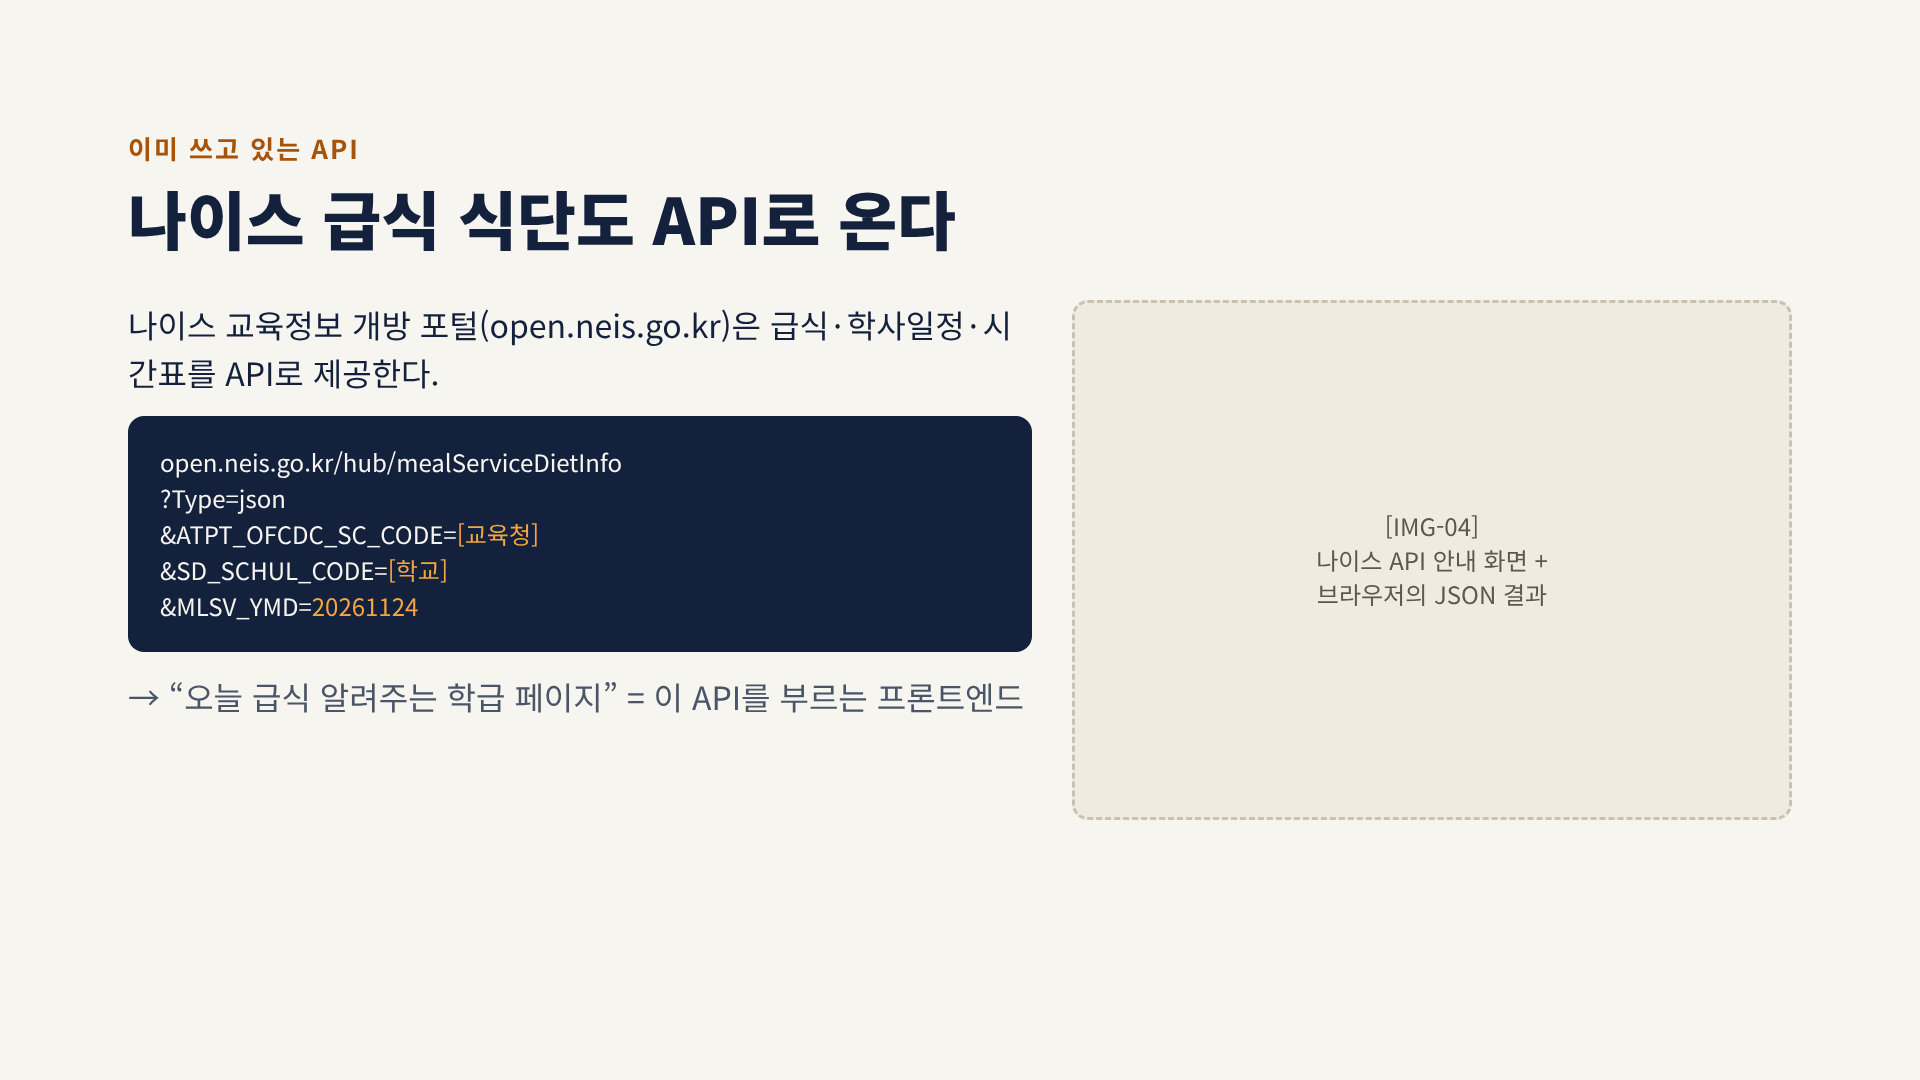 이미 쓰고 있는 API
나이스 급식 식단도 API로 온다
나이스 교육정보 개방 포털(open.neis.go.kr)은 급식·학사일정·시
간표를 API로 제공한다.
open.neis.go.kr/hub/mealServiceDietInfo
?Type=json
&ATPT_OFCDC_SC_CODE=[교육청]
&SD_SCHUL_CODE=[학교]
&MLSV_YMD=20261124
→ “오늘 급식 알려주는 학급 페이지” = 이 API를 부르는 프론트엔드
[IMG-04]
나이스 API 안내 화면 +
브라우저의 JSON 결과